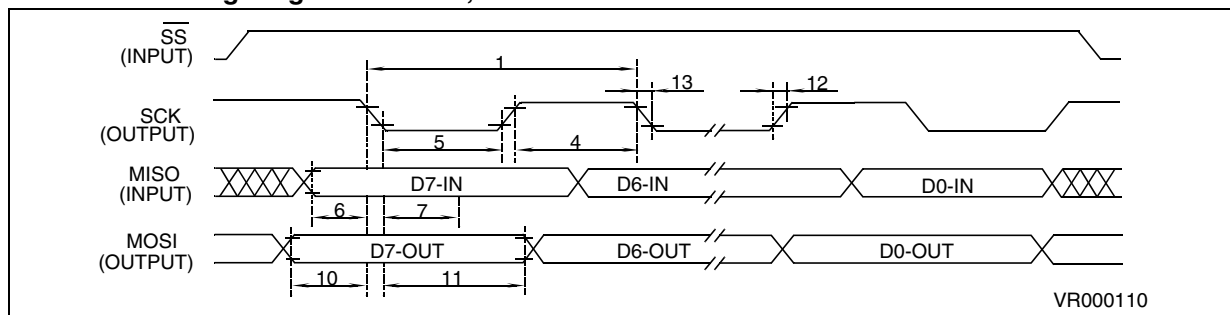 SS
(INPUT)
1
13
12
SCK
(OUTPUT)
5
4
MISO
(INPUT)
D7-IN
D6-IN
D0-IN
6
7
MOSI
(OUTPUT)
D7-OUT
D6-OUT
D0-OUT
10
11
VR000110